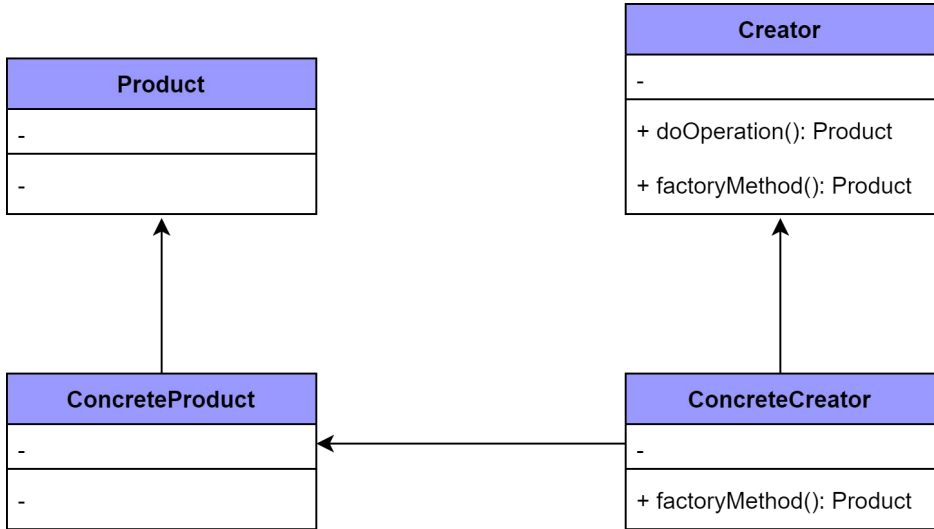 Product
-
-
Creator
-
+ doOperation(): Product
+ factoryMethod(): Product
ConcreteProduct
-
-
ConcreteCreator
-
+ factoryMethod(): Product